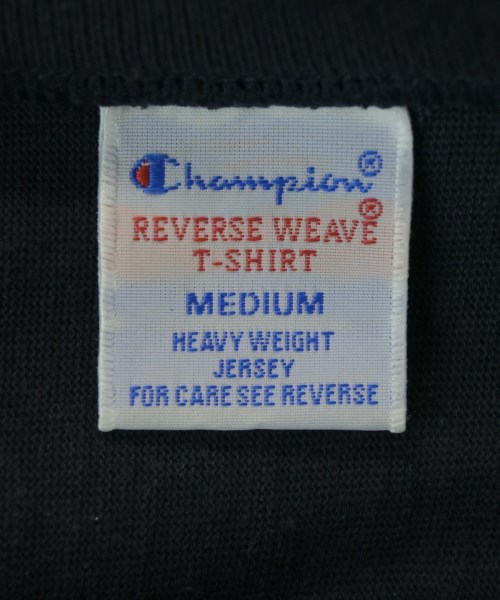 Champion®
REVERSE WEAVE®
T-SHIRT
MEDIUM
HEAVY WEIGHT
JERSEY
FOR CARE SEE REVERSE